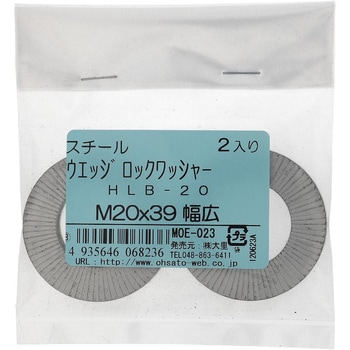 スチール 2入り
ウエッジロックワッシャー
HLB-20
M20x39 幅広
MOE-023
4 935646 068236
発売元:㈱大里
TEL048-863-6411
URL:http://www.ohsato-web.co.jp/
120623A